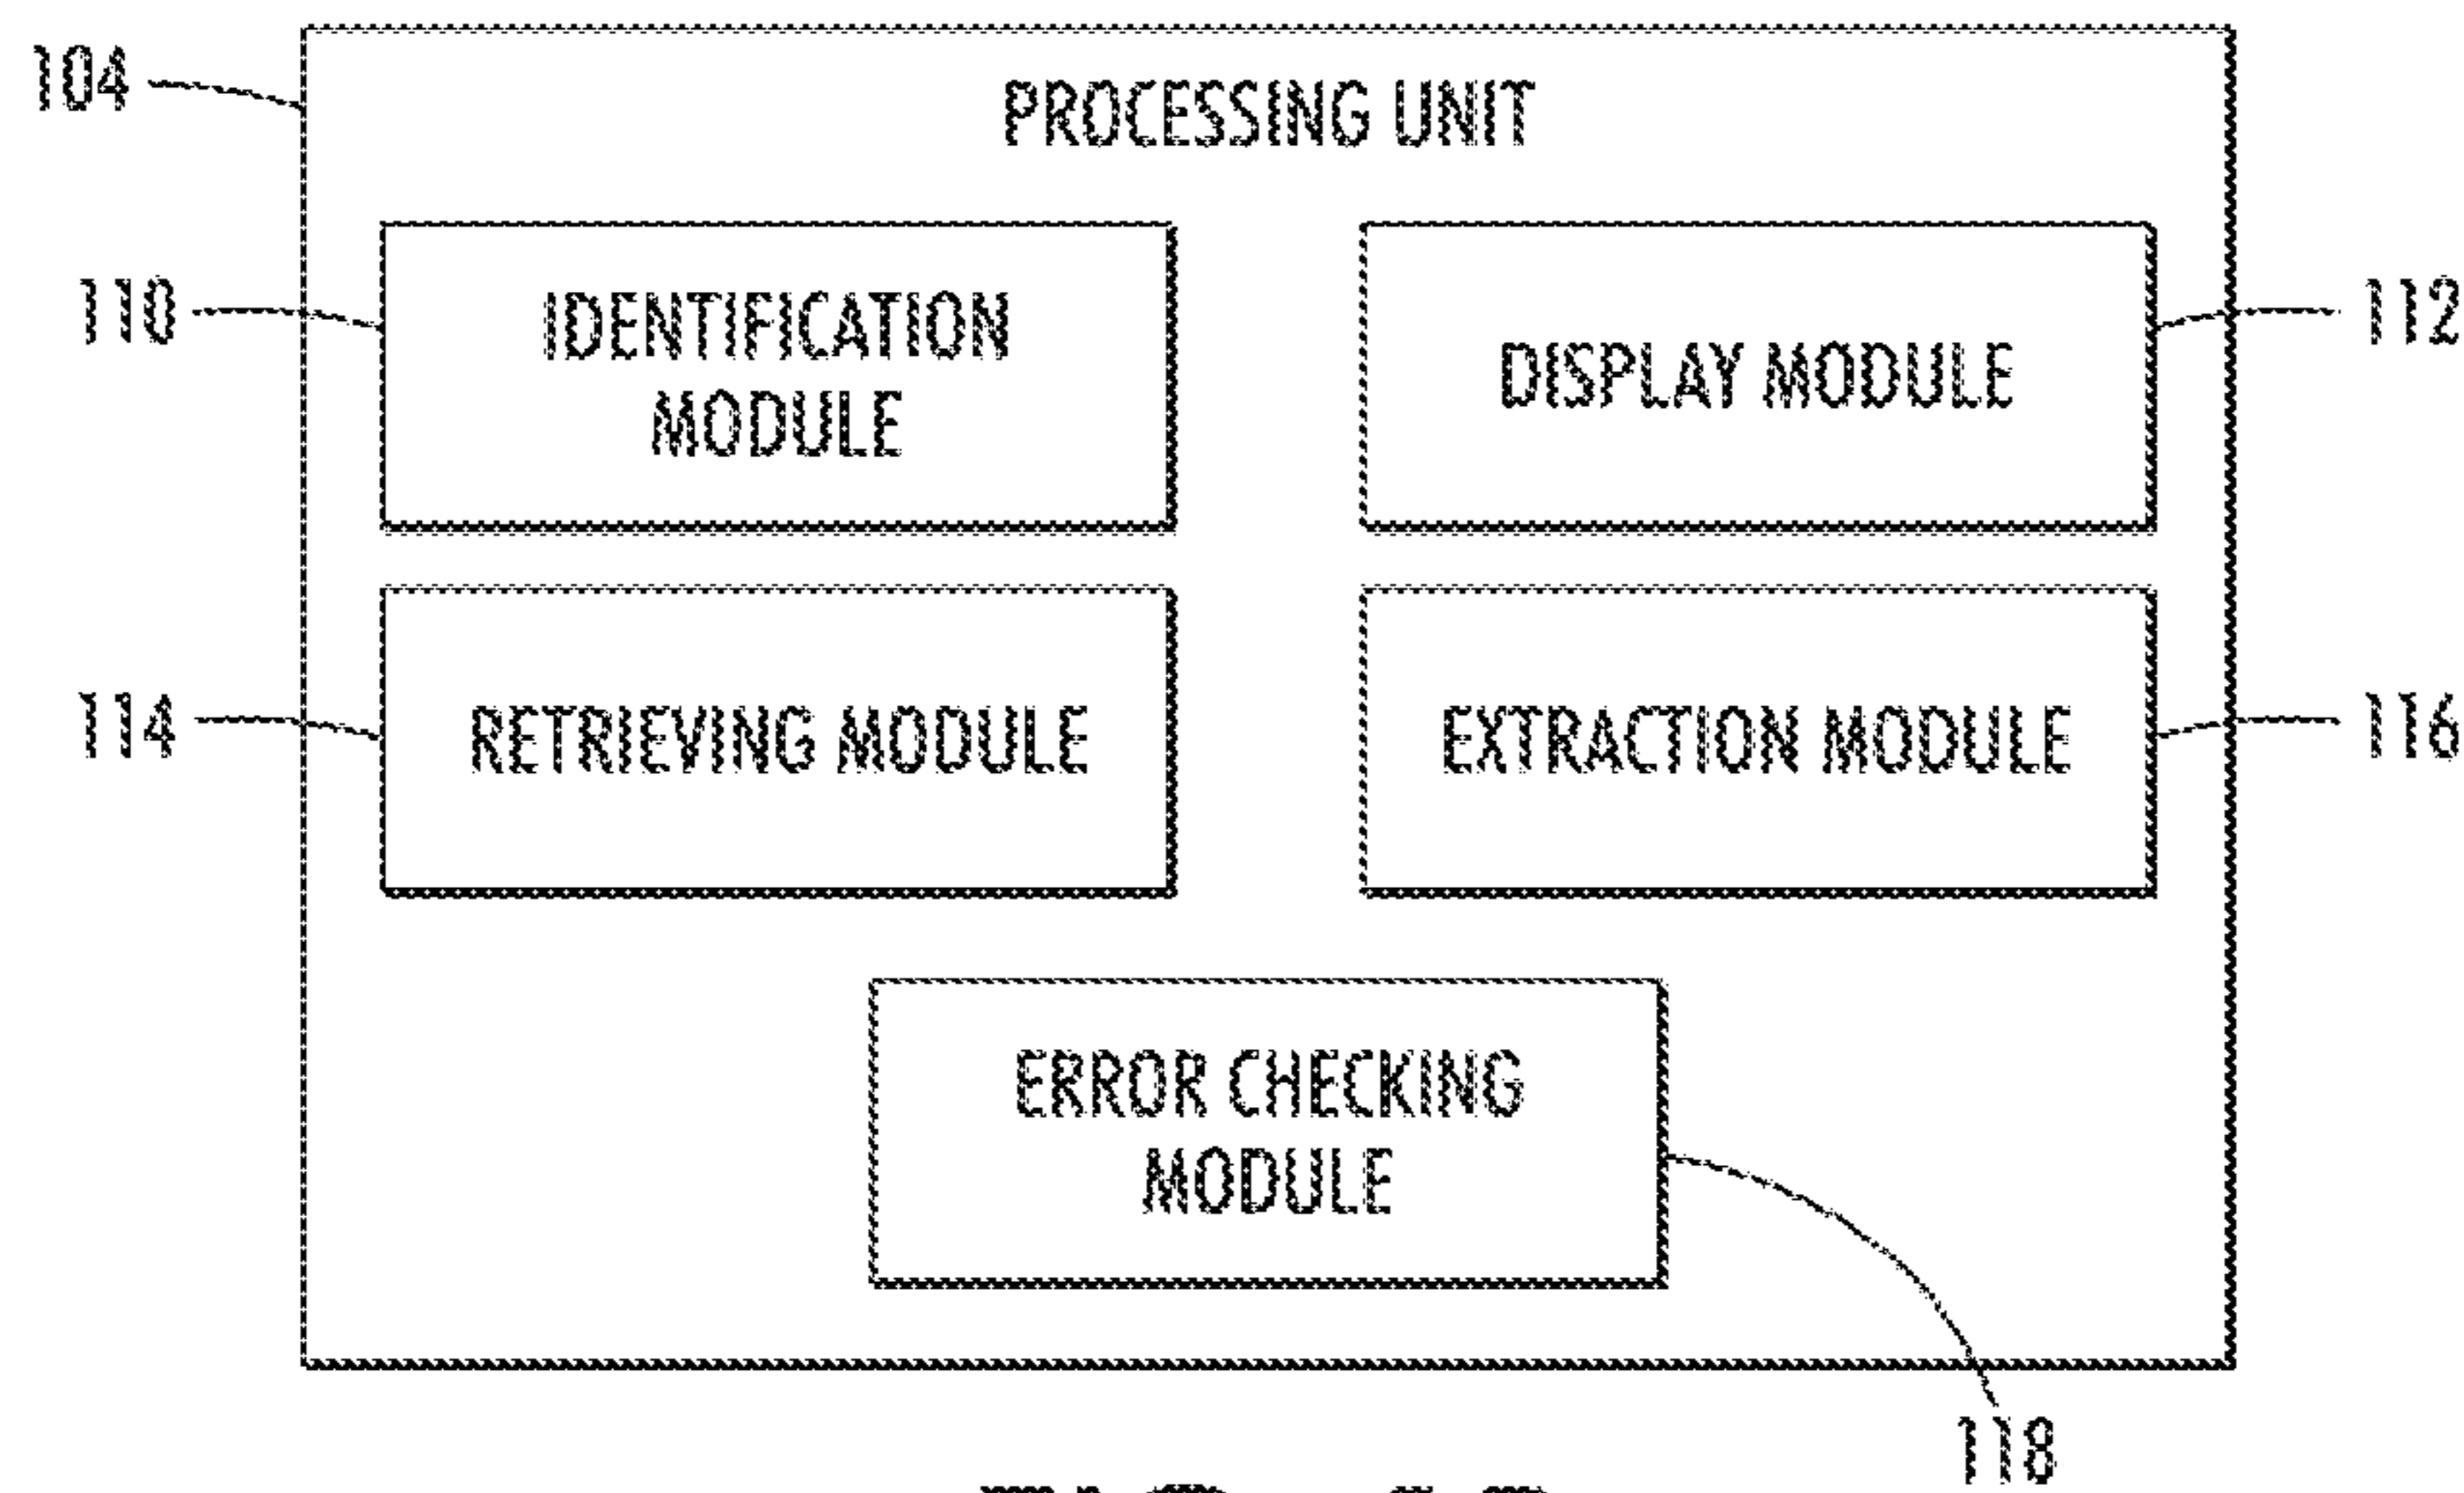 104
PROCESSING UNIT
110
IDENTIFICATION
MODULE
DISPLAY MODULE
112
114
RETRIEVING MODULE
EXTRACTION MODULE
116
ERROR CHECKING
MODULE
118